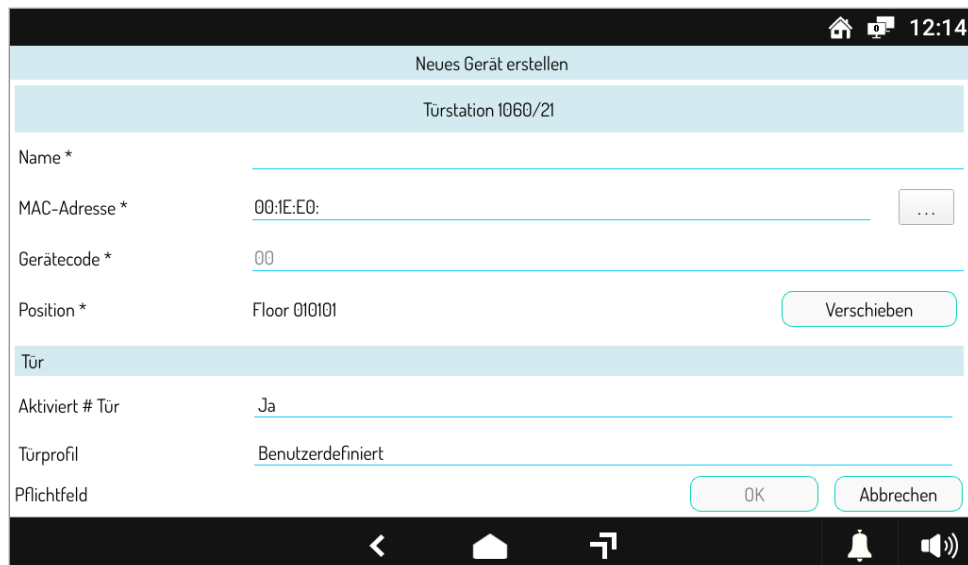 12:14
Neues Gerät erstellen
Türstation 1060/21
Name *
MAC-Adresse * 00:1E:E0: ...
Gerätecode * 00
Position * Floor 010101 Verschieben
Tür
Aktiviert # Tür Ja
Türprofil Benutzerdefiniert
Pflichtfeld OK Abbrechen